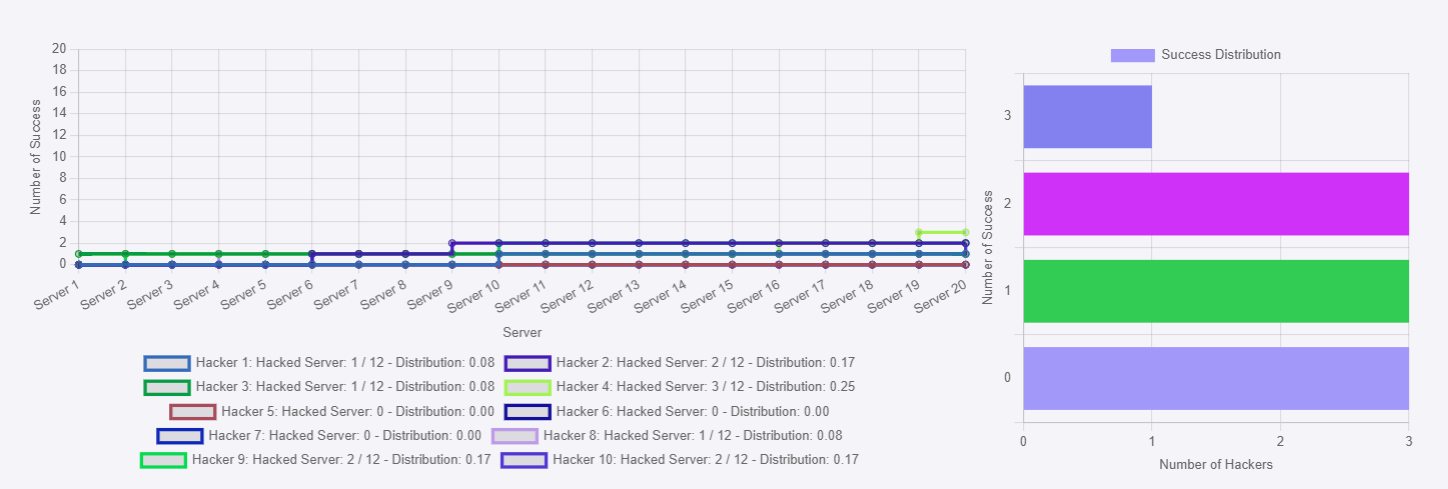 20
18
16
14
12
10
8
6
4
2
0
Number of Success
Server 1 Server 2 Server 3 Server 4 Server 5 Server 6 Server 7 Server 8 Server 9 Server 10 Server 11 Server 12 Server 13 Server 14 Server 15 Server 16 Server 17 Server 18 Server 19 Server 20
Server
Hacker 1: Hacked Server: 1 / 12 - Distribution: 0.08 Hacker 2: Hacked Server: 2 / 12 - Distribution: 0.17
Hacker 3: Hacked Server: 1 / 12 - Distribution: 0.08 Hacker 4: Hacked Server: 3 / 12 - Distribution: 0.25
Hacker 5: Hacked Server: 0 - Distribution: 0.00 Hacker 6: Hacked Server: 0 - Distribution: 0.00
Hacker 7: Hacked Server: 0 - Distribution: 0.00 Hacker 8: Hacked Server: 1 / 12 - Distribution: 0.08
Hacker 9: Hacked Server: 2 / 12 - Distribution: 0.17 Hacker 10: Hacked Server: 2 / 12 - Distribution: 0.17
Success Distribution
3
2
1
0
Number of Success
0 1 2 3
Number of Hackers